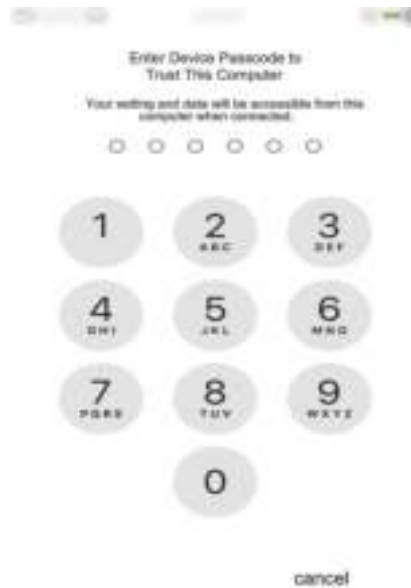 Enter Device Passcode to
Trust This Computer
Your setting and data will be accessible from this
computer when connected.
1
2
ABC
3
DEF
4
GHI
5
JKL
6
MNO
7
PQRS
8
TUV
9
WXYZ
0
cancel